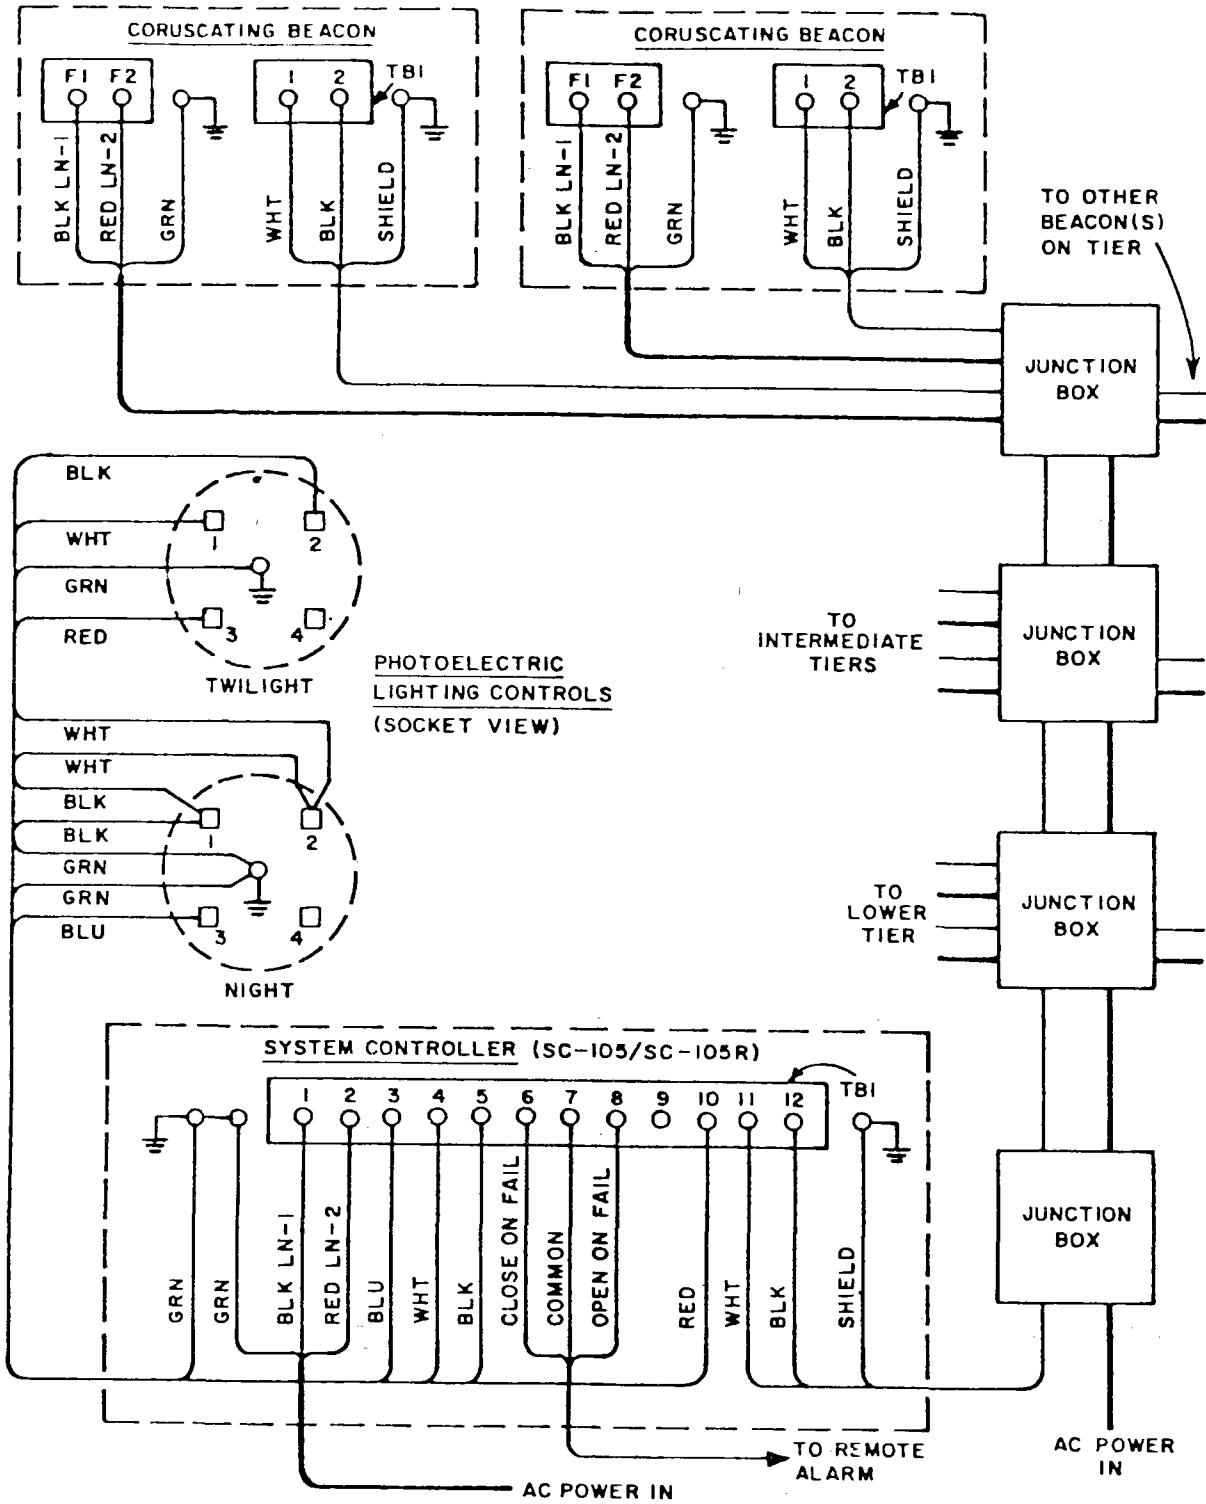 CORUSCATING BEACON
F1 F2
1 2
TB1
BLK LN-1
RED LN-2
GRN
WHT
BLK
SHIELD
CORUSCATING BEACON
F1 F2
1 2
TB1
BLK LN-1
RED LN-2
GRN
WHT
BLK
SHIELD
TO OTHER
BEACON(S)
ON TIER
JUNCTION
BOX
BLK
WHT
GRN
RED
1 2
3 4
TWILIGHT
PHOTOELECTRIC
LIGHTING CONTROLS
(SOCKET VIEW)
WHT
WHT
BLK
BLK
GRN
GRN
BLU
1 2
3 4
NIGHT
TO
INTERMEDIATE
TIERS
JUNCTION
BOX
TO
LOWER
TIER
JUNCTION
BOX
SYSTEM CONTROLLER (SC-105/SC-105R)
1 2 3 4 5 6 7 8 9 10 11 12
TB1
GRN
GRN
BLK LN-1
RED LN-2
BLU
WHT
BLK
CLOSE ON FAIL
COMMON
OPEN ON FAIL
RED
WHT
BLK
SHIELD
JUNCTION
BOX
TO REMOTE
ALARM
AC POWER IN
AC POWER
IN